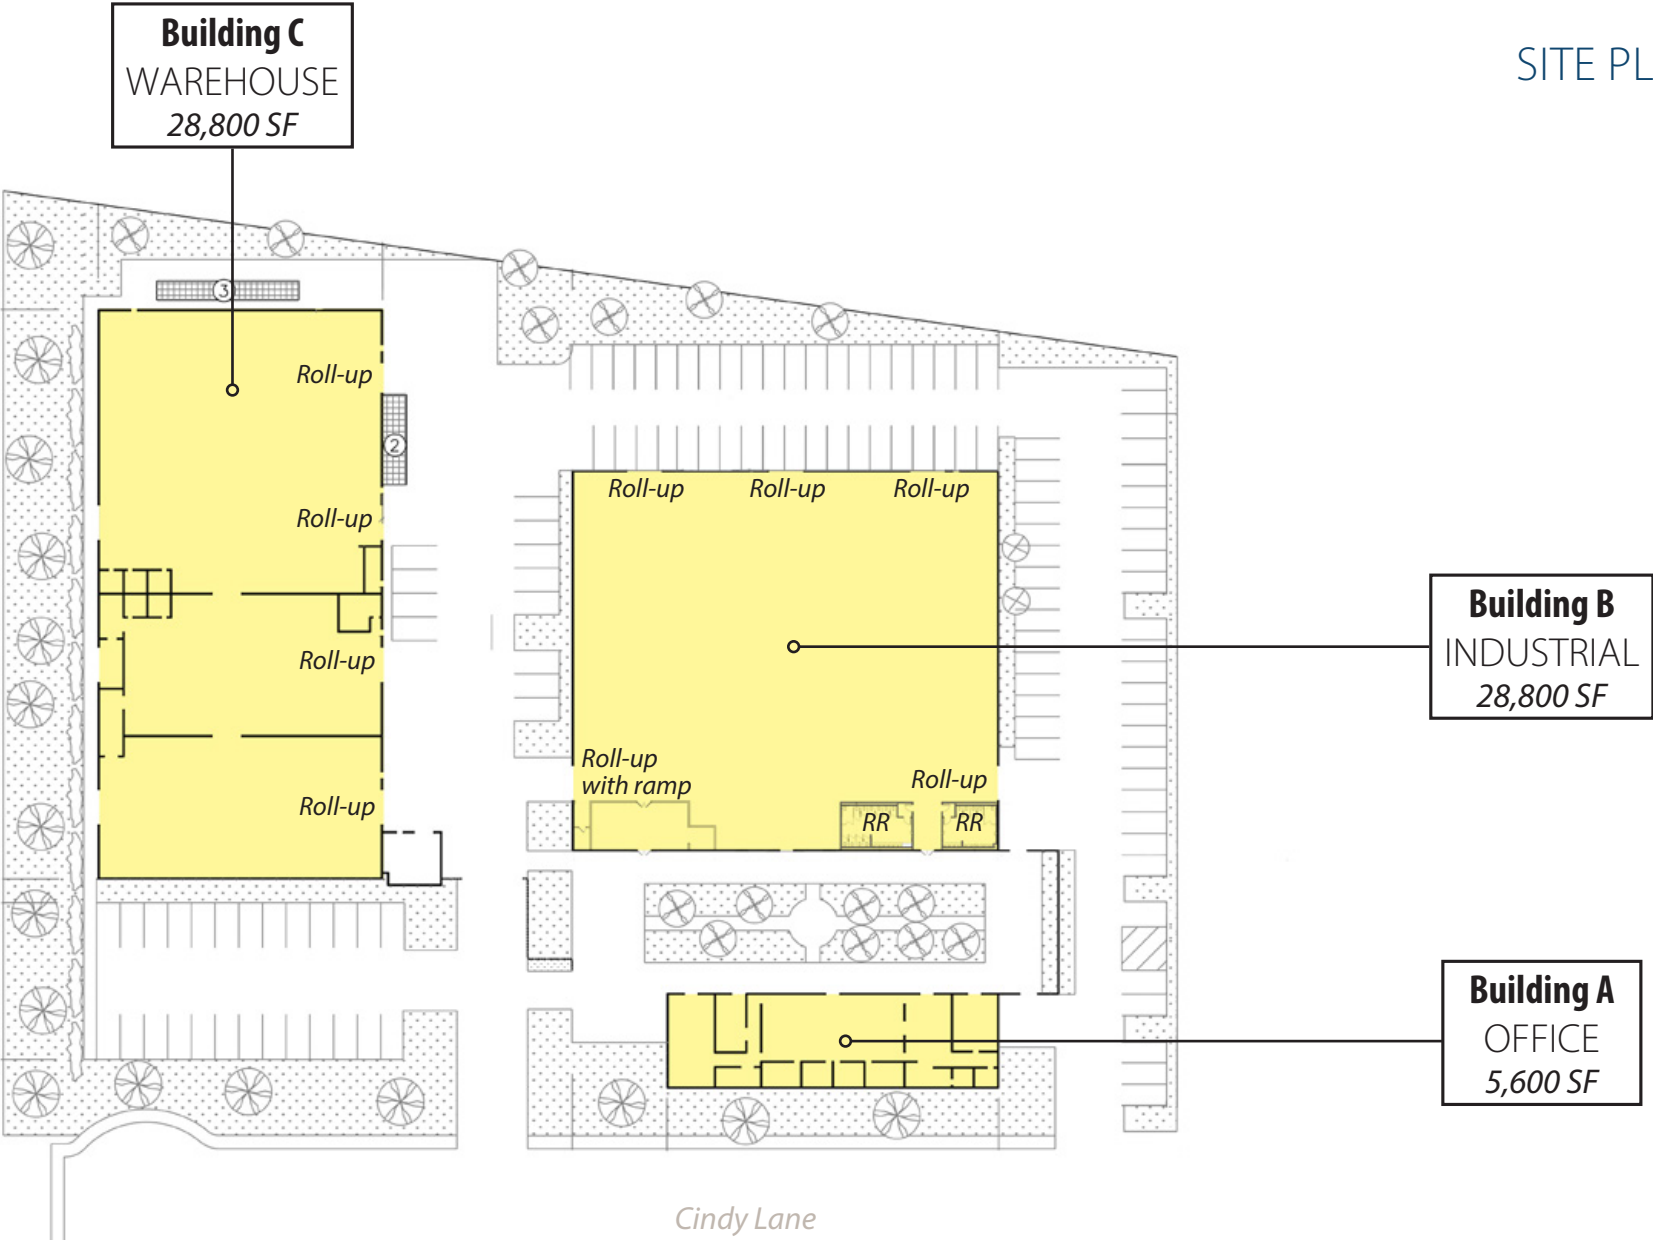 Building C
WAREHOUSE
28,800 SF
SITE PL
3
Roll-up
2
Roll-up
Roll-up
Roll-up
Roll-up
Roll-up
Roll-up
Building B
INDUSTRIAL
28,800 SF
Roll-up
with ramp
Roll-up
RR
RR
Building A
OFFICE
5,600 SF
Cindy Lane